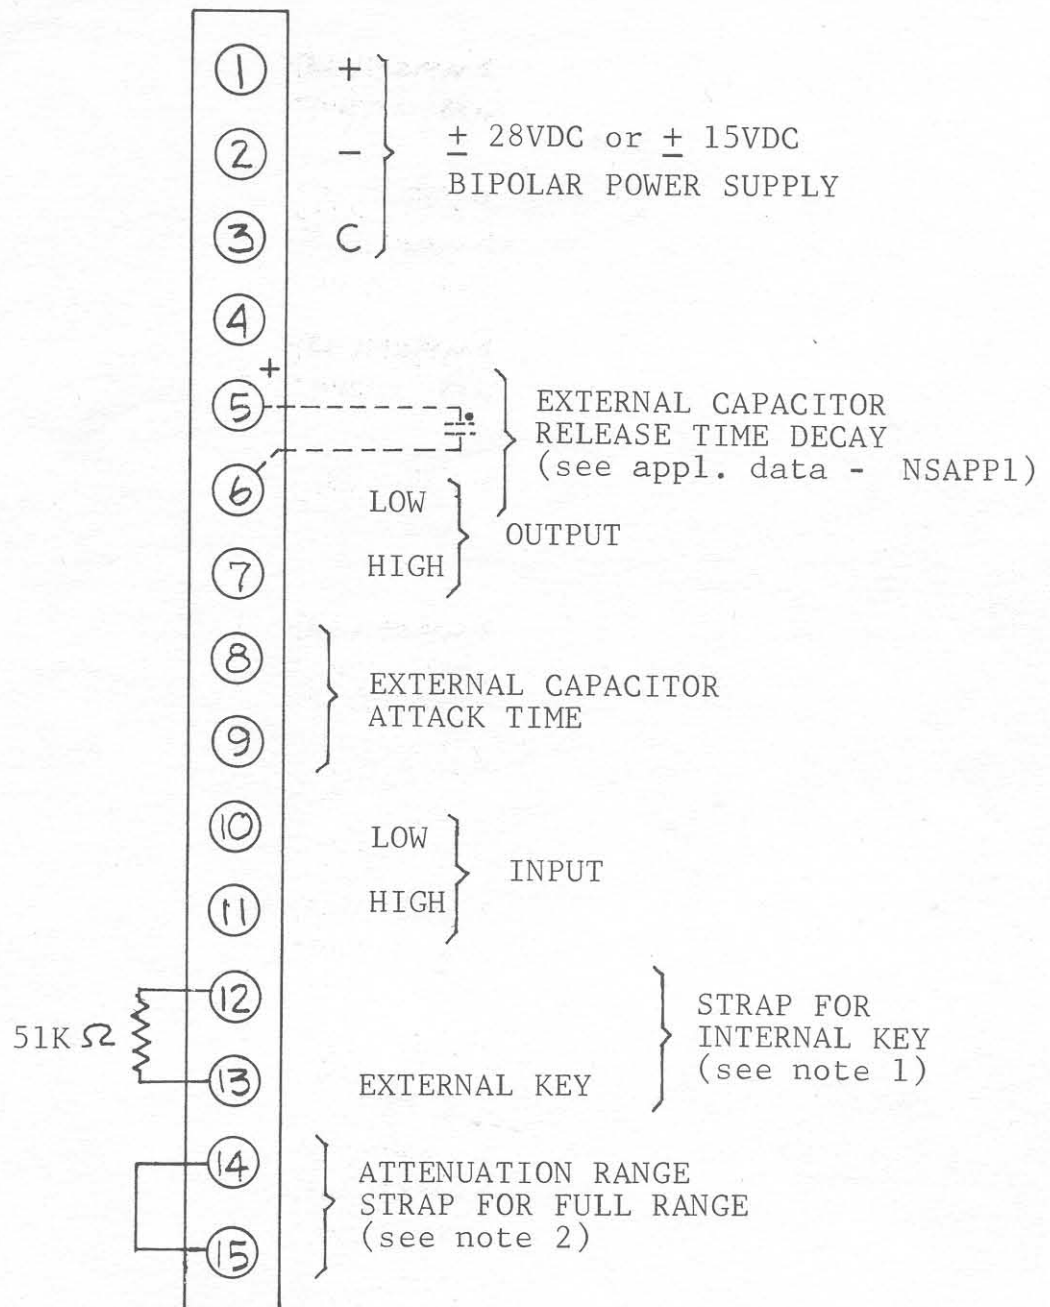 1 +
2 − ± 28VDC or ± 15VDC
BIPOLAR POWER SUPPLY
3 C
4
+
5 EXTERNAL CAPACITOR
RELEASE TIME DECAY
(see appl. data - NSAPP1)
6 LOW
OUTPUT
7 HIGH
8
EXTERNAL CAPACITOR
ATTACK TIME
9
10 LOW
INPUT
11 HIGH
12
51K Ω
STRAP FOR
INTERNAL KEY
(see note 1)
13 EXTERNAL KEY
14 ATTENUATION RANGE
STRAP FOR FULL RANGE
(see note 2)
15